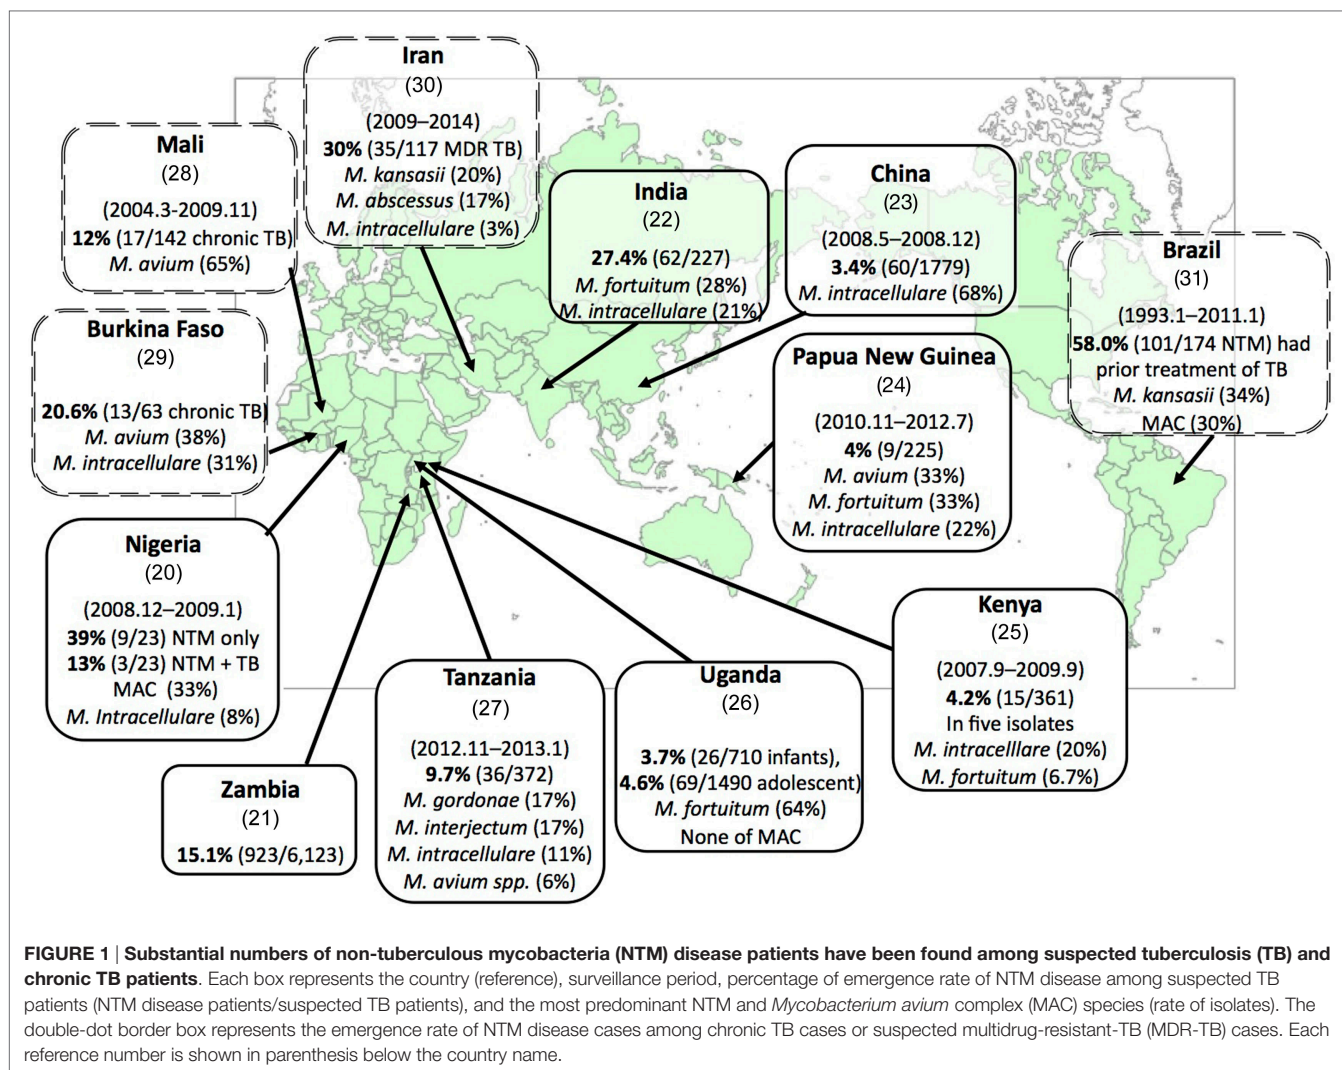 Iran
(30)
(2009–2014)
30% (35/117 MDR TB)
M. kansasii (20%)
M. abscessus (17%)
M. intracellulare (3%)
Mali
(28)
(2004.3-2009.11)
12% (17/142 chronic TB)
M. avium (65%)
India
(22)
27.4% (62/227)
M. fortuitum (28%)
M. intracellulare (21%)
China
(23)
(2008.5–2008.12)
3.4% (60/1779)
M. intracellulare (68%)
Brazil
(31)
(1993.1–2011.1)
58.0% (101/174 NTM) had
prior treatment of TB
M. kansasii (34%)
MAC (30%)
Burkina Faso
(29)
20.6% (13/63 chronic TB)
M. avium (38%)
M. intracellulare (31%)
Papua New Guinea
(24)
(2010.11–2012.7)
4% (9/225)
M. avium (33%)
M. fortuitum (33%)
M. intracellulare (22%)
Nigeria
(20)
(2008.12–2009.1)
39% (9/23) NTM only
13% (3/23) NTM + TB
MAC (33%)
M. Intracellulare (8%)
Kenya
(25)
(2007.9–2009.9)
4.2% (15/361)
In five isolates
M. intracelllare (20%)
M. fortuitum (6.7%)
Tanzania
(27)
(2012.11–2013.1)
9.7% (36/372)
M. gordonae (17%)
M. interjectum (17%)
M. intracellulare (11%)
M. avium spp. (6%)
Uganda
(26)
3.7% (26/710 infants),
4.6% (69/1490 adolescent)
M. fortuitum (64%)
None of MAC
Zambia
(21)
15.1% (923/6,123)
FIGURE 1 | Substantial numbers of non-tuberculous mycobacteria (NTM) disease patients have been found among suspected tuberculosis (TB) and
chronic TB patients. Each box represents the country (reference), surveillance period, percentage of emergence rate of NTM disease among suspected TB
patients (NTM disease patients/suspected TB patients), and the most predominant NTM and Mycobacterium avium complex (MAC) species (rate of isolates). The
double-dot border box represents the emergence rate of NTM disease cases among chronic TB cases or suspected multidrug-resistant-TB (MDR-TB) cases. Each
reference number is shown in parenthesis below the country name.